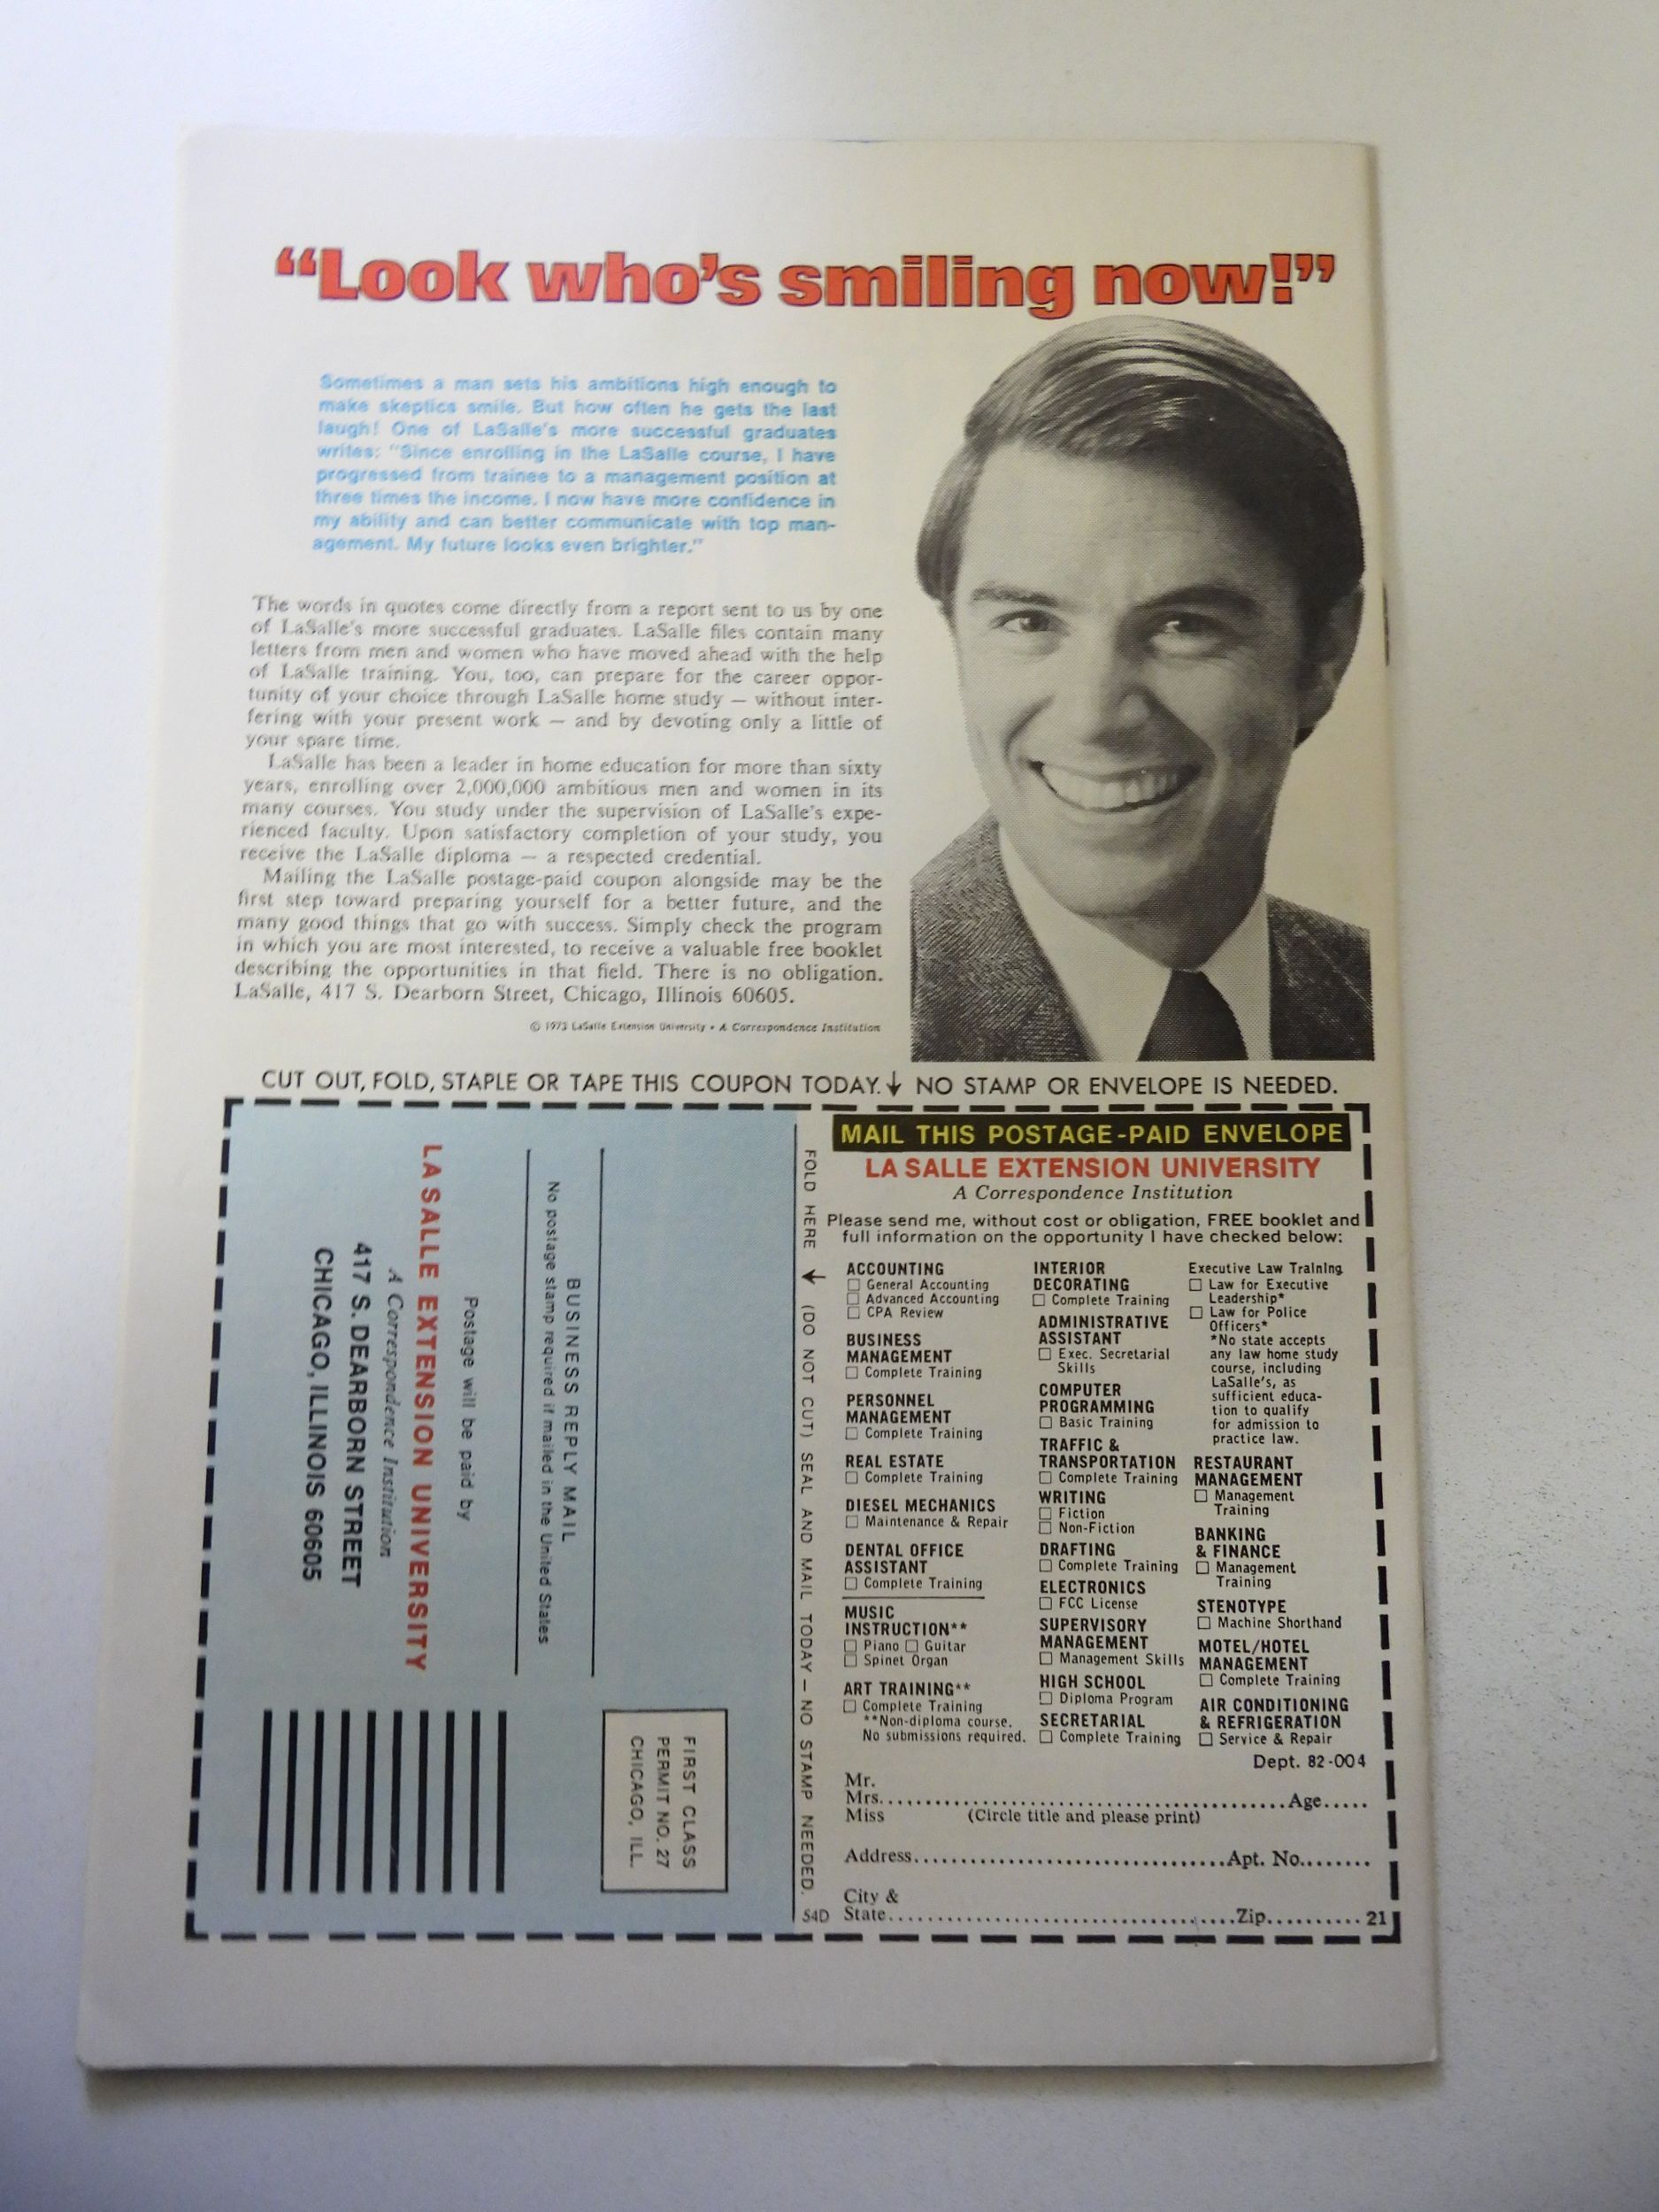 “Look who’s smiling now!”
Sometimes a man sets his ambitions high enough to
make skeptics smile. But how often he gets the last
laugh! One of LaSalle's more successful graduates
writes: "Since enrolling in the LaSalle course, I have
progressed from trainee to a management position at
three times the income. I now have more confidence in
my ability and can better communicate with top man-
agement. My future looks even brighter."
The words in quotes come directly from a report sent to us by one
of LaSalle's more successful graduates. LaSalle files contain many
letters from men and women who have moved ahead with the help
of LaSalle training. You, too, can prepare for the career oppor-
tunity of your choice through LaSalle home study — without inter-
fering with your present work — and by devoting only a little of
your spare time.
LaSalle has been a leader in home education for more than sixty
years, enrolling over 2,000,000 ambitious men and women in its
many courses. You study under the supervision of LaSalle's expe-
rienced faculty. Upon satisfactory completion of your study, you
receive the LaSalle diploma — a respected credential.
Mailing the LaSalle postage-paid coupon alongside may be the
first step toward preparing yourself for a better future, and the
many good things that go with success. Simply check the program
in which you are most interested, to receive a valuable free booklet
describing the opportunities in that field. There is no obligation.
LaSalle, 417 S. Dearborn Street, Chicago, Illinois 60605.
© 1973 LaSalle Extension University • A Correspondence Institution
CUT OUT, FOLD, STAPLE OR TAPE THIS COUPON TODAY.↓ NO STAMP OR ENVELOPE IS NEEDED.
FIRST CLASS
PERMIT NO. 27
CHICAGO, ILL.
BUSINESS REPLY MAIL
No postage stamp required if mailed in the United States
Postage will be paid by
LA SALLE EXTENSION UNIVERSITY
A Correspondence Institution
417 S. DEARBORN STREET
CHICAGO, ILLINOIS 60605
FOLD HERE → (DO NOT CUT) SEAL AND MAIL TODAY — NO STAMP NEEDED.
54D
MAIL THIS POSTAGE-PAID ENVELOPE
LA SALLE EXTENSION UNIVERSITY
A Correspondence Institution
Please send me, without cost or obligation, FREE booklet and
full information on the opportunity I have checked below:
ACCOUNTING
☐ General Accounting
☐ Advanced Accounting
☐ CPA Review
BUSINESS
MANAGEMENT
☐ Complete Training
PERSONNEL
MANAGEMENT
☐ Complete Training
REAL ESTATE
☐ Complete Training
DIESEL MECHANICS
☐ Maintenance & Repair
DENTAL OFFICE
ASSISTANT
☐ Complete Training
MUSIC
INSTRUCTION**
☐ Piano ☐ Guitar
☐ Spinet Organ
ART TRAINING**
☐ Complete Training
**Non-diploma course.
No submissions required.
INTERIOR
DECORATING
☐ Complete Training
ADMINISTRATIVE
ASSISTANT
☐ Exec. Secretarial
Skills
COMPUTER
PROGRAMMING
☐ Basic Training
TRAFFIC &
TRANSPORTATION
☐ Complete Training
WRITING
☐ Fiction
☐ Non-Fiction
DRAFTING
☐ Complete Training
ELECTRONICS
☐ FCC License
SUPERVISORY
MANAGEMENT
☐ Management Skills
HIGH SCHOOL
☐ Diploma Program
SECRETARIAL
☐ Complete Training
Executive Law Training
☐ Law for Executive
Leadership*
☐ Law for Police
Officers*
*No state accepts
any law home study
course, including
LaSalle's, as
sufficient educa-
tion to qualify
for admission to
practice law.
RESTAURANT
MANAGEMENT
☐ Management
Training
BANKING
& FINANCE
☐ Management
Training
STENOTYPE
☐ Machine Shorthand
MOTEL/HOTEL
MANAGEMENT
☐ Complete Training
AIR CONDITIONING
& REFRIGERATION
☐ Service & Repair
Dept. 82-004
Mr.
Mrs. ........ Age.....
Miss (Circle title and please print)
Address........ Apt. No........
City &
State........ Zip.......... 21